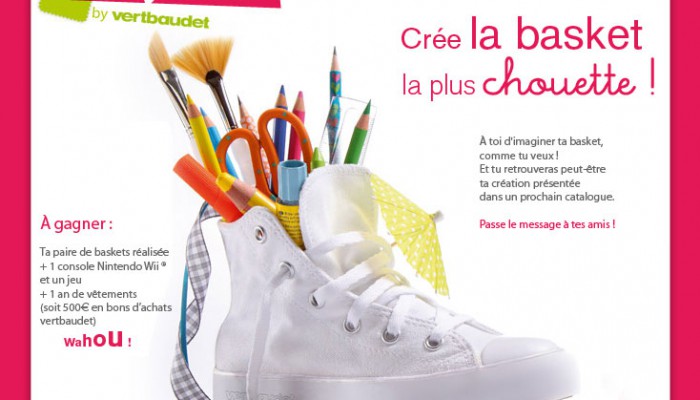 by vertbaudet
Crée la basket
la plus chouette !
À toi d'imaginer ta basket,
comme tu veux !
Et tu retrouveras peut-être
ta création présentée
dans un prochain catalogue.
Passe le message à tes amis !
À gagner :
Ta paire de baskets réalisée
+ 1 console Nintendo Wii ®
et un jeu
+ 1 an de vêtements
(soit 500€ en bons d'achats
vertbaudet)
Wahou !